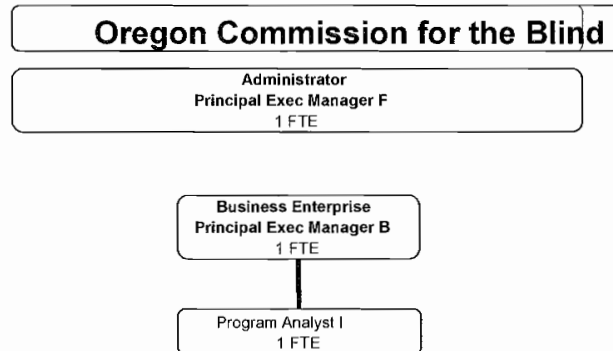 Oregon Commission for the Blind
Administrator
Principal Exec Manager F
1 FTE
Business Enterprise
Principal Exec Manager B
1 FTE
Program Analyst I
1 FTE